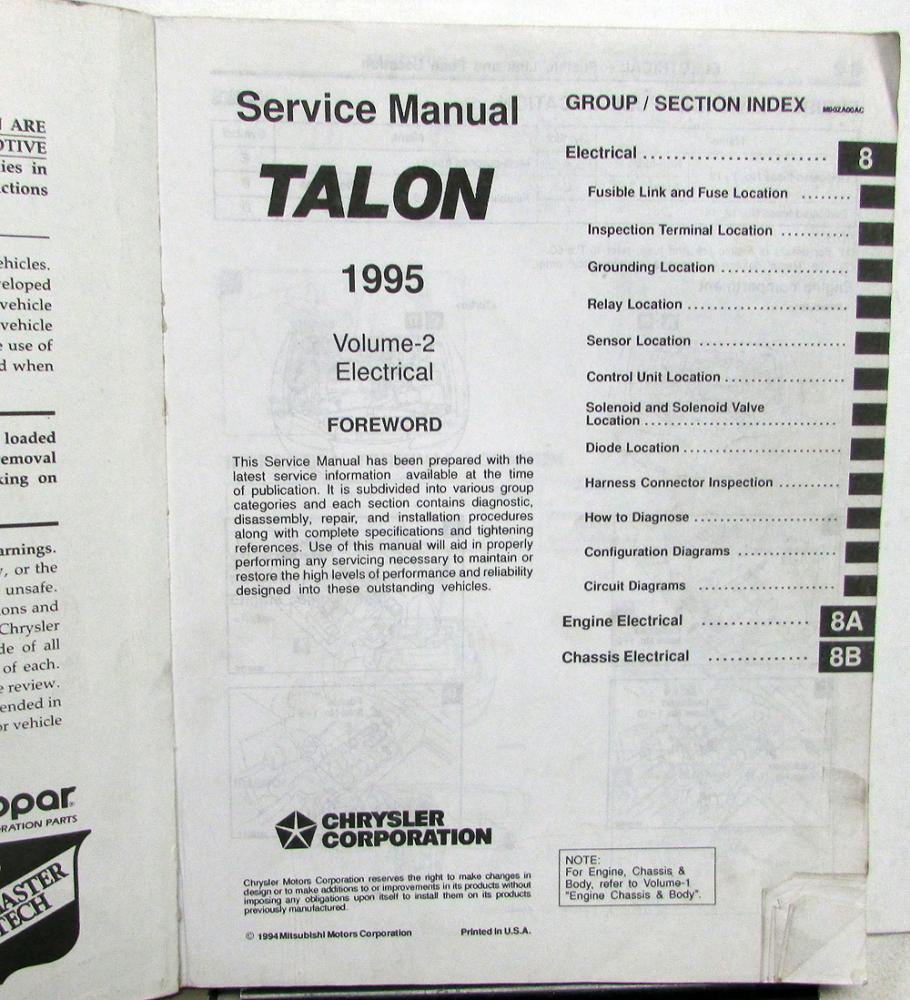 ARE
OTIVE
ies in
ctions
ehicles.
eloped
vehicle
vehicle
use of
d when
loaded
emoval
king on
arnings.
, or the
unsafe.
ons and
Chrysler
de of all
of each.
review.
ended in
or vehicle
opar
RATION PARTS
MASTER
TECH
Service Manual
TALON
1995
Volume-2
Electrical
FOREWORD
This Service Manual has been prepared with the
latest service information available at the time
of publication. It is subdivided into various group
categories and each section contains diagnostic,
disassembly, repair, and installation procedures
along with complete specifications and tightening
references. Use of this manual will aid in properly
performing any servicing necessary to maintain or
restore the high levels of performance and reliability
designed into these outstanding vehicles.
CHRYSLER
CORPORATION
Chrysler Motors Corporation reserves the right to make changes in
design or to make additions to or improvements in its products without
imposing any obligations upon itself to install them on its products
previously manufactured.
© 1994 Mitsubishi Motors Corporation Printed in U.S.A.
GROUP / SECTION INDEX
Electrical ........................ 8
Fusible Link and Fuse Location ........
Inspection Terminal Location ...........
Grounding Location ....................
Relay Location .........................
Sensor Location .......................
Control Unit Location ..................
Solenoid and Solenoid Valve
Location ...............................
Diode Location .........................
Harness Connector Inspection ..........
How to Diagnose .......................
Configuration Diagrams ................
Circuit Diagrams ......................
Engine Electrical ................ 8A
Chassis Electrical ............... 8B
NOTE:
For Engine, Chassis &
Body, refer to Volume-1
"Engine Chassis & Body".